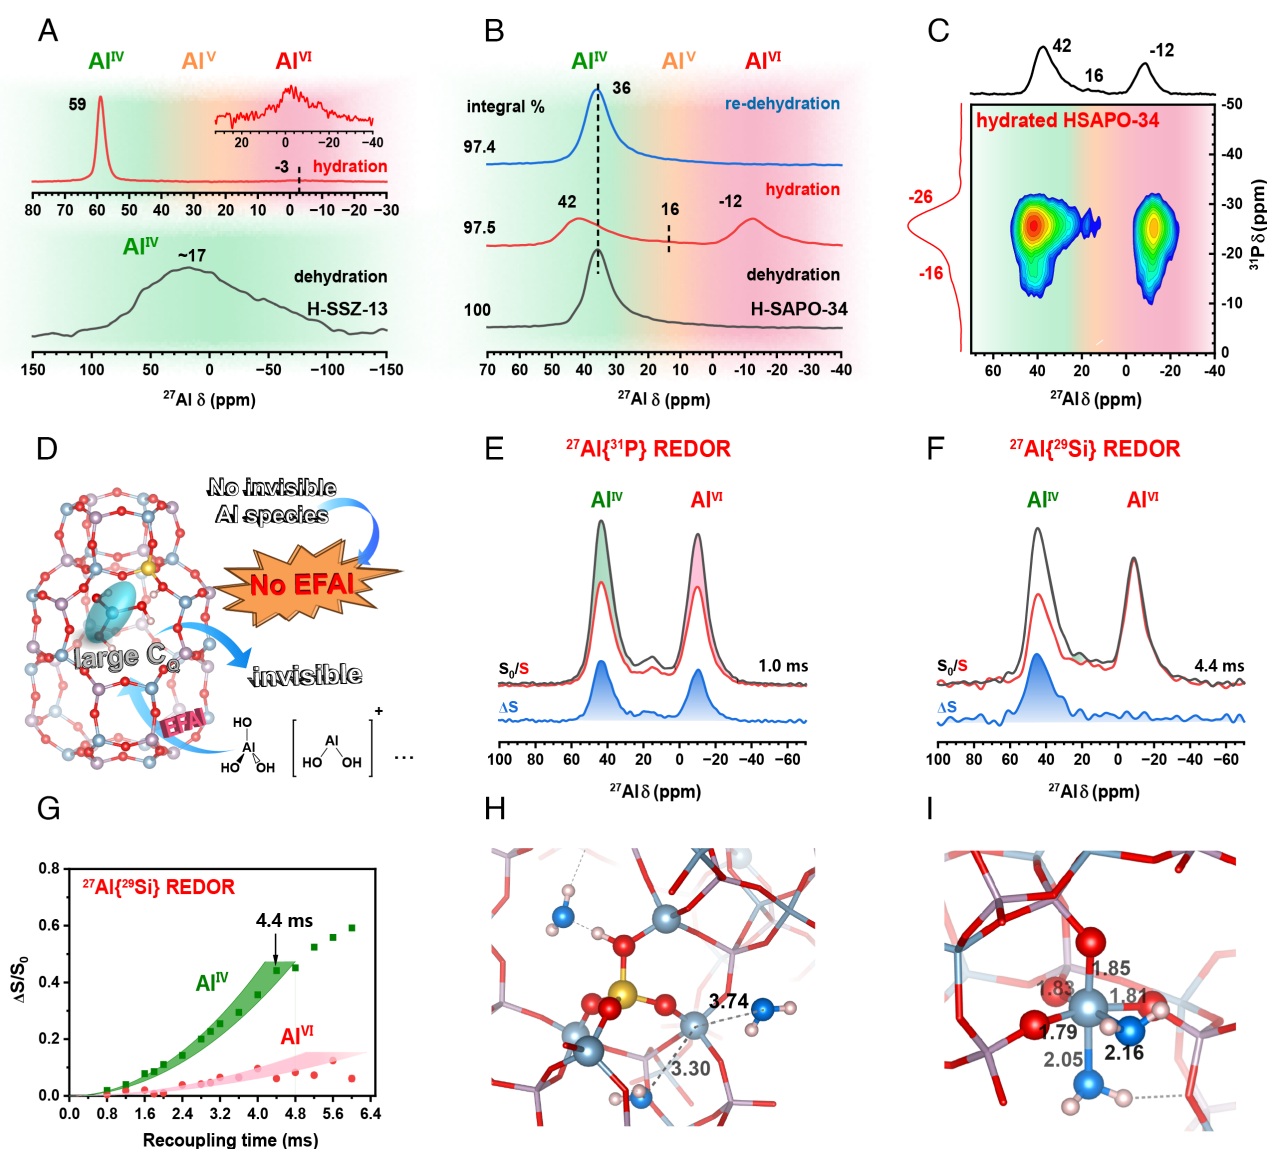 A
Al^IV Al^V Al^VI
59
20 0 −20 −40
-3 hydration
80 70 60 50 40 30 20 10 0 −10 −20 −30
Al^IV
~17
dehydration
H-SSZ-13
150 100 50 0 −50 −100 −150
27Al δ (ppm)
B
Al^IV Al^V Al^VI
integral % 36 re-dehydration
97.4
hydration
42 16 -12
97.5
dehydration
100 H-SAPO-34
70 60 50 40 30 20 10 0 -10 -20 -30 -40
27Al δ (ppm)
C
42 16 -12
hydrated HSAPO-34
-26
-16
-50
-40
-30
-20
-10
0
31P δ (ppm)
60 40 20 0 -20 -40
27Al δ (ppm)
D
No invisible
Al species
No EFAl
large C_Q
invisible
EFAl
HO
Al
HO OH
Al
HO OH
+
...
E
27Al{31P} REDOR
Al^IV Al^VI
S0/S 1.0 ms
ΔS
100 80 60 40 20 0 −20 −40 −60
27Al δ (ppm)
F
27Al{29Si} REDOR
Al^IV Al^VI
S0/S 4.4 ms
ΔS
100 80 60 40 20 0 −20 −40 −60
27Al δ (ppm)
G
27Al{29Si} REDOR
4.4 ms
Al^IV
Al^VI
ΔS/S0
0.8
0.6
0.4
0.2
0.0
0.0 0.8 1.6 2.4 3.2 4.0 4.8 5.6 6.4
Recoupling time (ms)
H
3.74
3.30
I
1.85
1.83 1.81
1.79
2.05 2.16